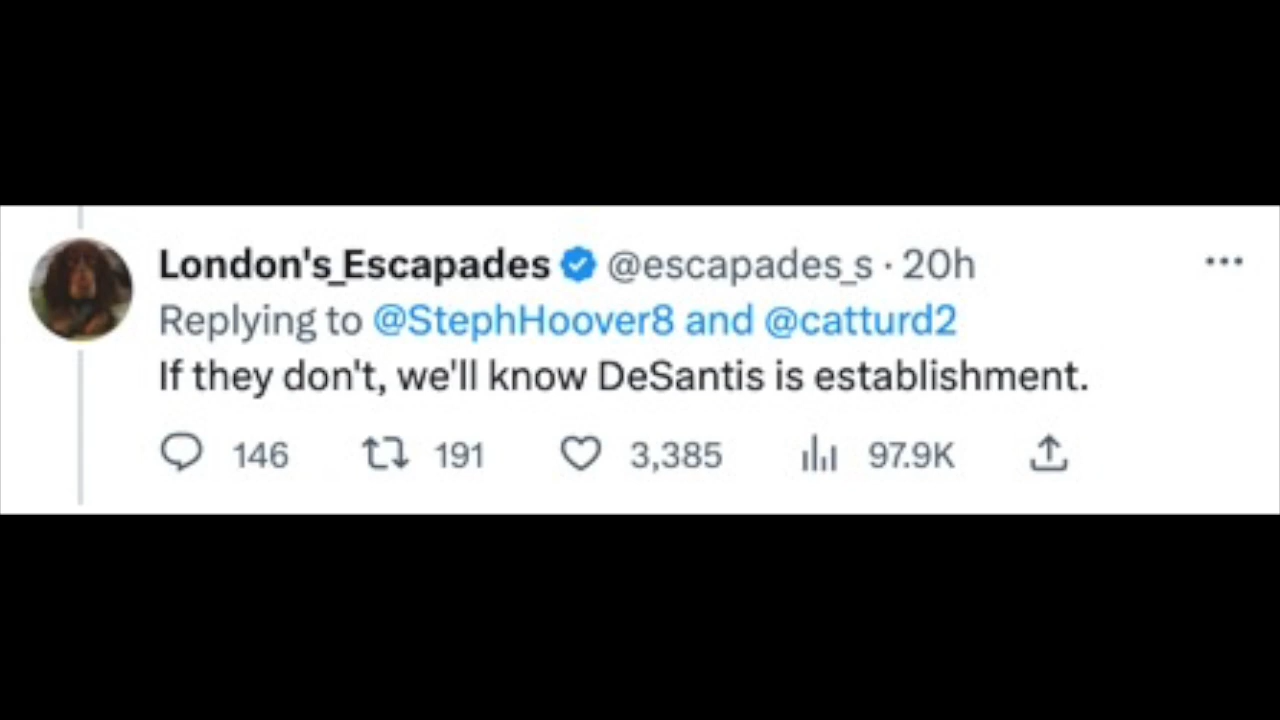 London's_Escapades @escapades_s · 20h
Replying to @StephHoover8 and @catturd2
If they don't, we'll know DeSantis is establishment.
146 191 3,385 97.9K